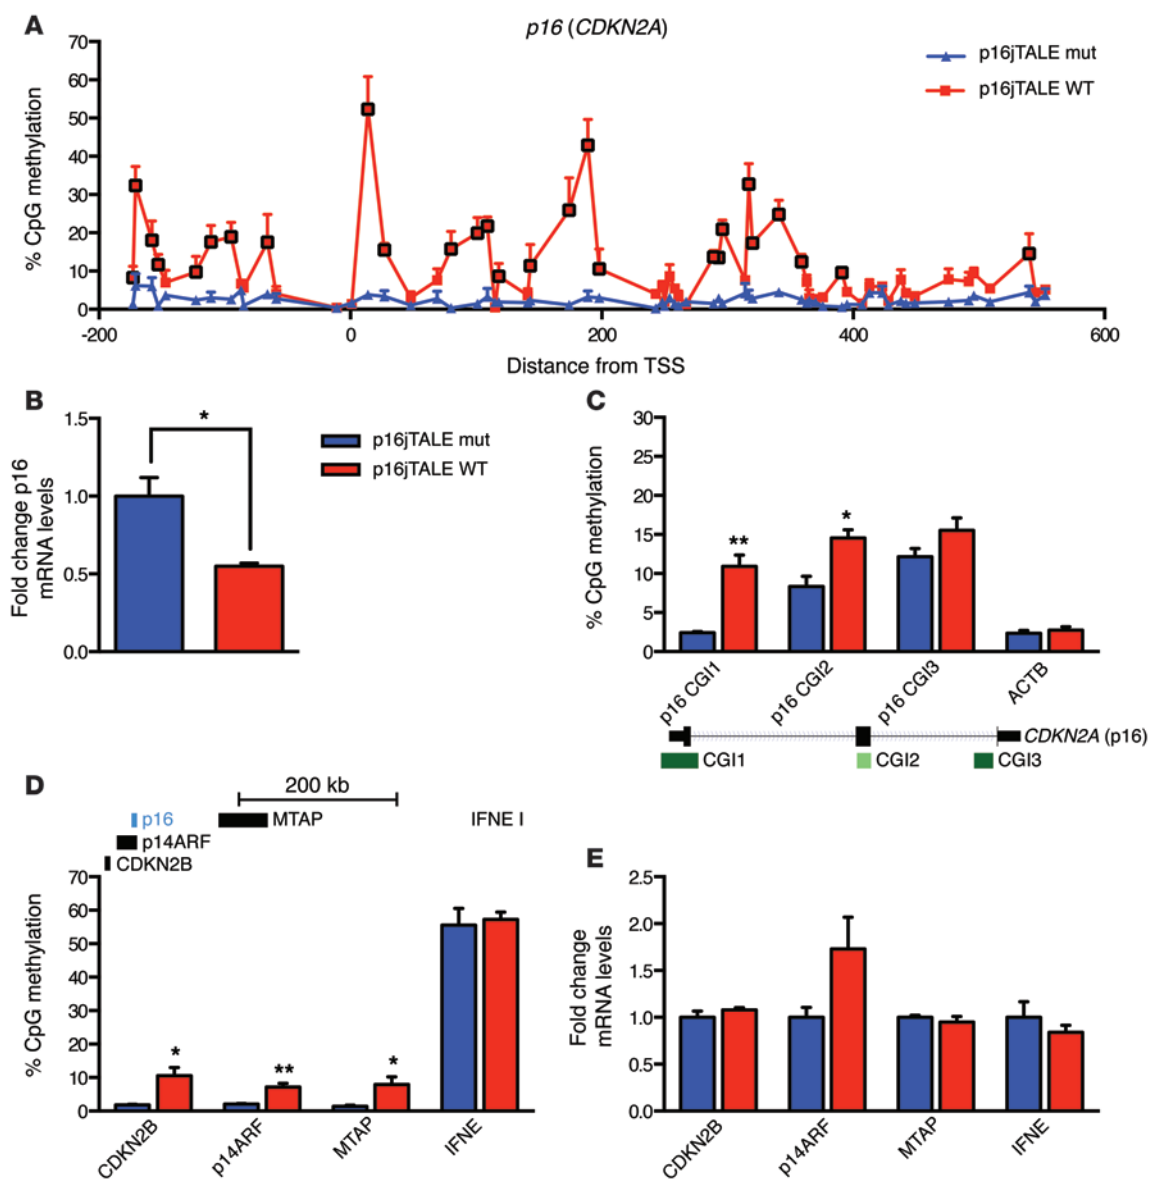 A
p16 (CDKN2A)
70
60
50
40
30
20
10
0
% CpG methylation
-200
0
200
400
600
Distance from TSS
p16jTALE mut
p16jTALE WT
B
1.5
1.0
0.5
0.0
Fold change p16
mRNA levels
*
p16jTALE mut
p16jTALE WT
C
30
25
20
15
10
5
0
% CpG methylation
**
*
p16 CGI1
p16 CGI2
p16 CGI3
ACTB
CDKN2A (p16)
CGI1
CGI2
CGI3
D
200 kb
p16
MTAP
IFNE I
p14ARF
CDKN2B
70
60
50
40
30
20
10
0
% CpG methylation
*
**
*
CDKN2B
p14ARF
MTAP
IFNE
E
2.5
2.0
1.5
1.0
0.5
0.0
Fold change
mRNA levels
CDKN2B
p14ARF
MTAP
IFNE